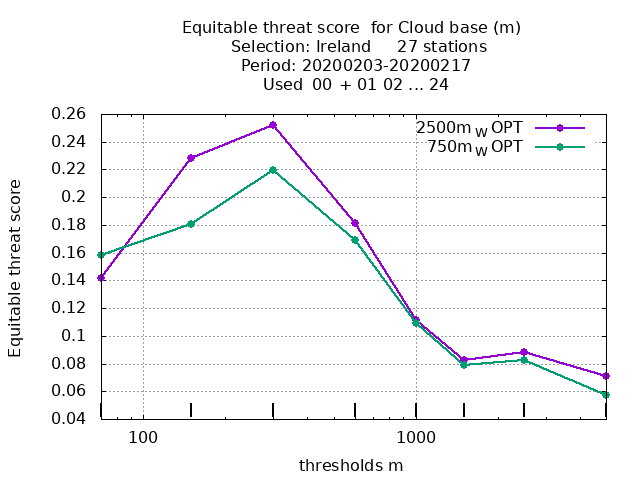 Equitable threat score  for Cloud base (m)
Selection: Ireland     27 stations
Period: 20200203-20200217
Used  00 + 01 02 ... 24
2500m W OPT
750m W OPT
Equitable threat score
0.26
0.24
0.22
0.2
0.18
0.16
0.14
0.12
0.1
0.08
0.06
0.04
100
1000
thresholds m